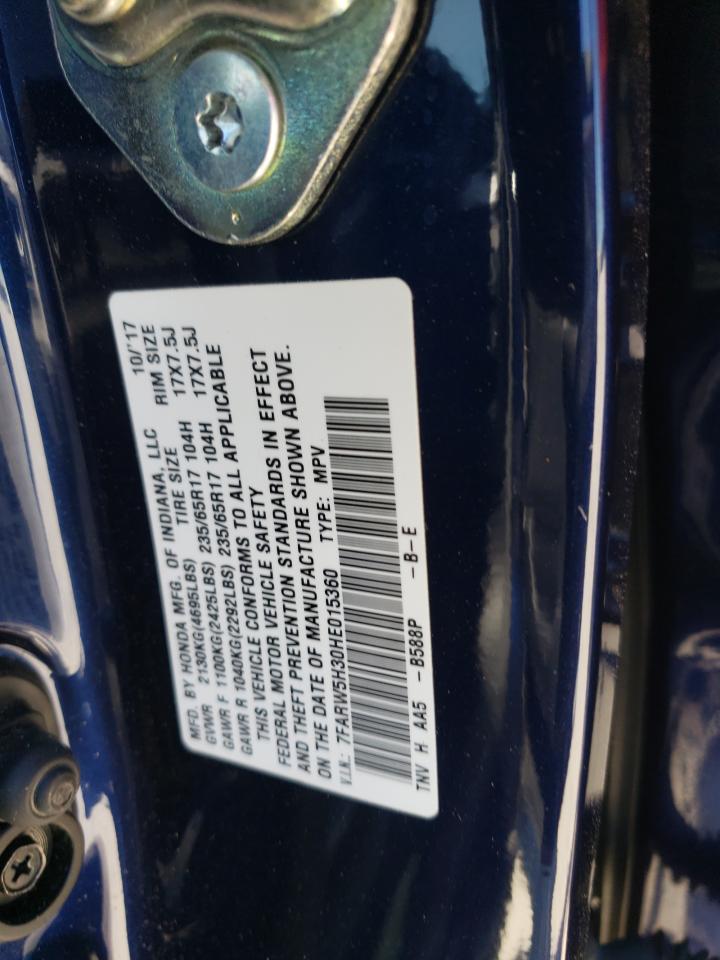 MFD. BY HONDA MFG. OF INDIANA, LLC 10/'17
GVWR 2130KG(4695LBS) TIRE SIZE RIM SIZE
GAWR F 1100KG(2425LBS) 235/65R17 104H 17X7.5J
GAWR R 1040KG(2292LBS) 235/65R17 104H 17X7.5J
THIS VEHICLE CONFORMS TO ALL APPLICABLE
FEDERAL MOTOR VEHICLE SAFETY
AND THEFT PREVENTION STANDARDS IN EFFECT
ON THE DATE OF MANUFACTURE SHOWN ABOVE.
V.I.N.: 7FARW5H30HE015360 TYPE: MPV
TNV H AA5 -B588P -B-E